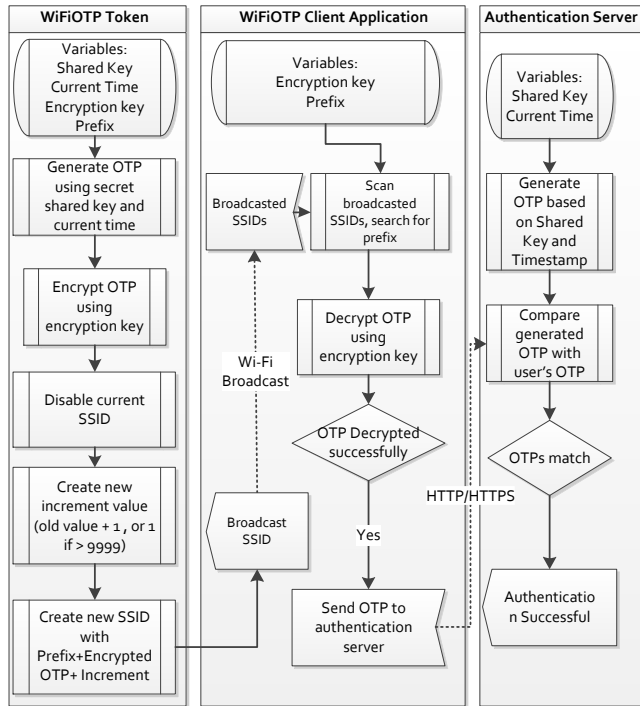 WiFiOTP Token
Variables:
Shared Key
Current Time
Encryption key
Prefix
Generate OTP
using secret
shared key and
current time
Encrypt OTP
using
encryption key
Disable current
SSID
Create new
increment value
(old value + 1 , or 1
if > 9999)
Create new SSID
with
Prefix+Encrypted
OTP+ Increment
WiFiOTP Client Application
Variables:
Encryption key
Prefix
Broadcasted
SSIDs
Scan
broadcasted
SSIDs, search for
prefix
Wi-Fi
Broadcast
Decrypt OTP
using
encryption key
OTP Decrypted
successfully
Broadcast
SSID
Yes
Send OTP to
authentication
server
HTTP/HTTPS
Authentication Server
Variables:
Shared Key
Current Time
Generate
OTP based
on Shared
Key and
Timestamp
Compare
generated
OTP with
user's OTP
OTPs match
Authenticatio
n Successful